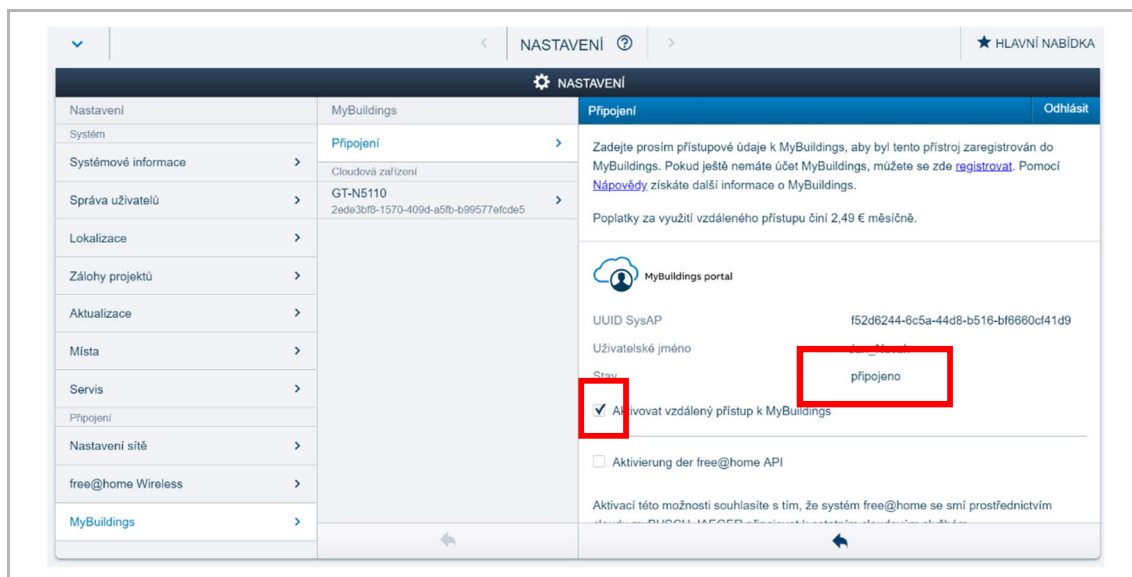 NASTAVENÍ
HLAVNÍ NABÍDKA
NASTAVENÍ
Nastavení
Systém
Systémové informace
Správa uživatelů
Lokalizace
Zálohy projektů
Aktualizace
Místa
Servis
Připojení
Nastavení sítě
free@home Wireless
MyBuildings
MyBuildings
Připojení
Cloudová zařízení
GT-N5110
2ede3bf8-1570-409d-a5fb-b99577efcde5
Připojení
Odhlásit
Zadejte prosím přístupové údaje k MyBuildings, aby byl tento přístroj zaregistrován do
MyBuildings. Pokud ještě nemáte účet MyBuildings, můžete se zde registrovat. Pomocí
Nápovědy získáte další informace o MyBuildings.
Poplatky za využití vzdáleného přístupu činí 2,49 € měsíčně.
MyBuildings portal
UUID SysAP f52d6244-6c5a-44d8-b516-bf6660cf41d9
Uživatelské jméno
Stav připojeno
Aktivovat vzdálený přístup k MyBuildings
Aktivierung der free@home API
Aktivací této možnosti souhlasíte s tím, že systém free@home se smí prostřednictvím